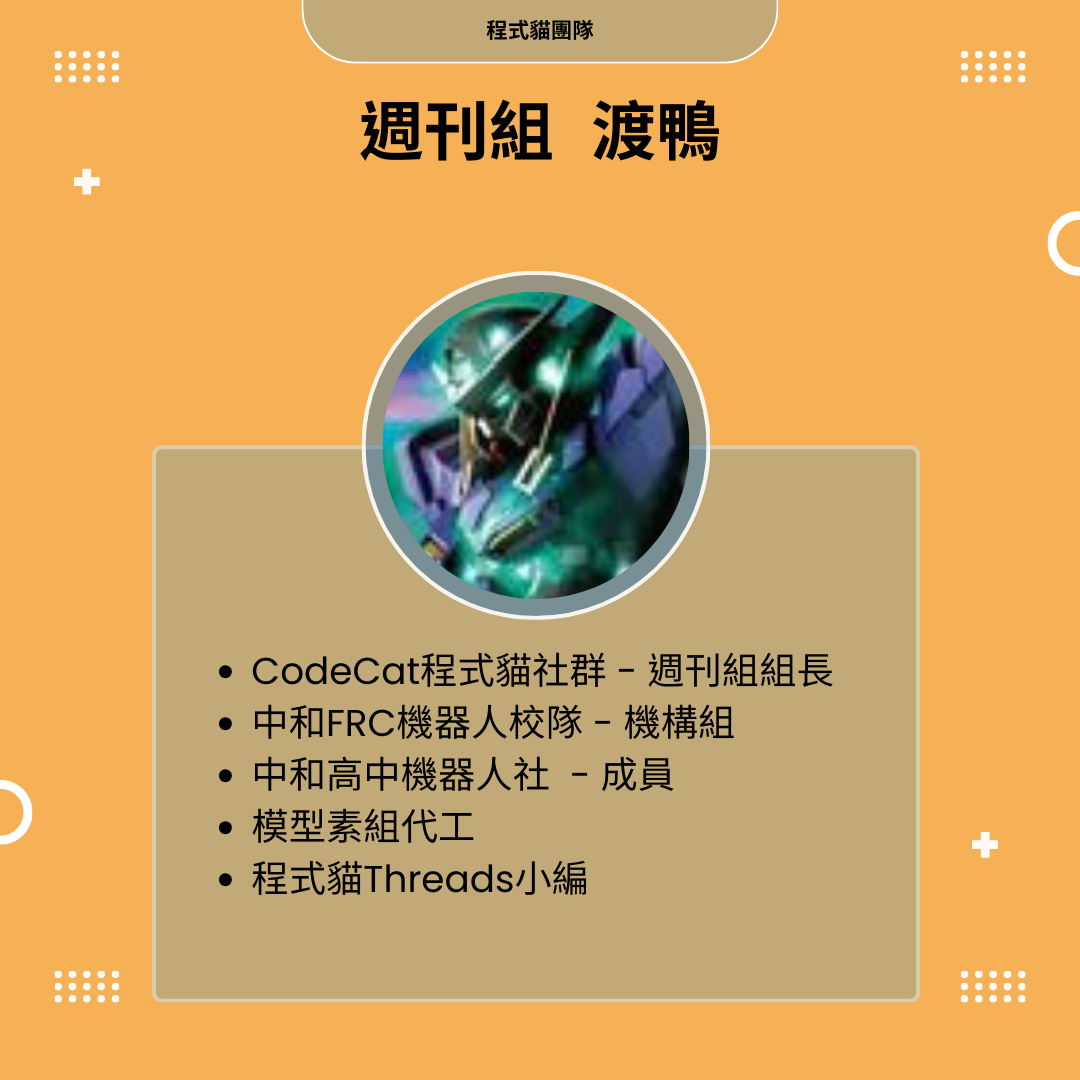 程式貓團隊
週刊組 渡鴨
• CodeCat程式貓社群 - 週刊組組長
• 中和FRC機器人校隊 - 機構組
• 中和高中機器人社 - 成員
• 模型素組代工
• 程式貓Threads小編